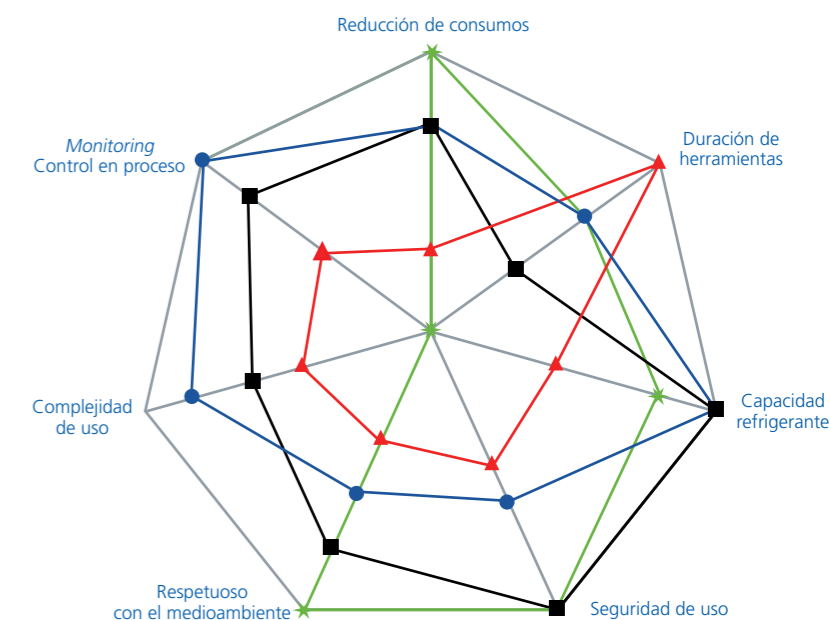 Reducción de consumos
Duración de
herramientas
Capacidad
refrigerante
Seguridad de uso
Respetuoso
con el medioambiente
Complejidad
de uso
Monitoring
Control en proceso